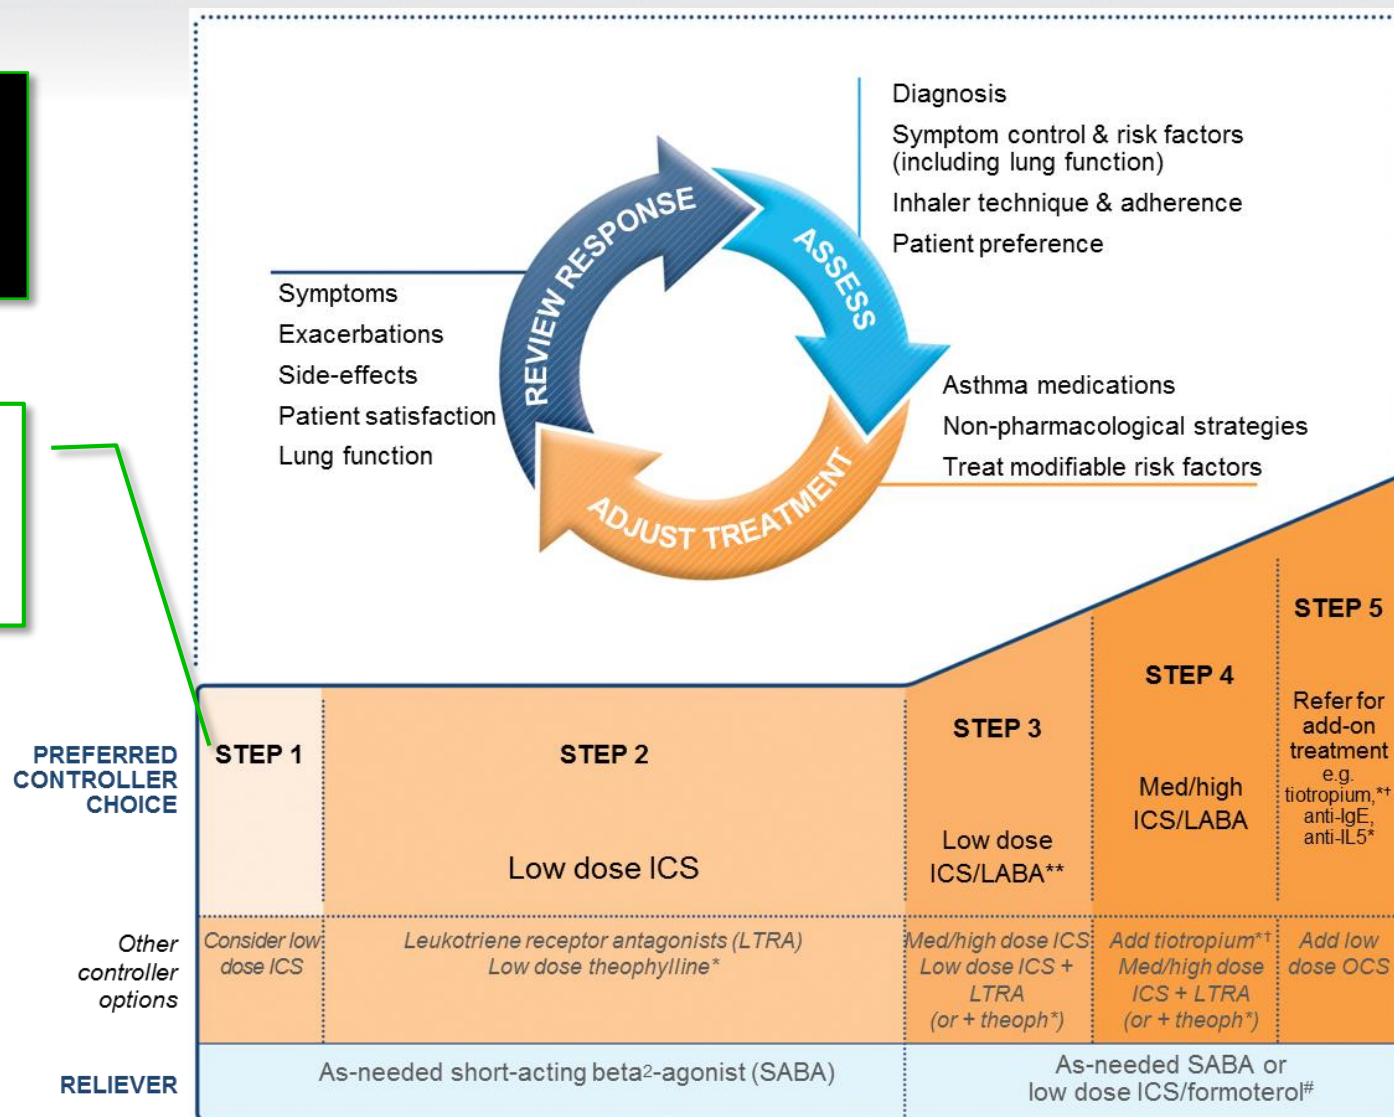 Diagnosis
Symptom control & risk factors
(including lung function)
Inhaler technique & adherence
Patient preference
REVIEW RESPONSE
ASSESS
ADJUST TREATMENT
Symptoms
Exacerbations
Side-effects
Patient satisfaction
Lung function
Asthma medications
Non-pharmacological strategies
Treat modifiable risk factors
PREFERRED
CONTROLLER
CHOICE
STEP 1
STEP 2
Low dose ICS
STEP 3
Low dose
ICS/LABA**
STEP 4
Med/high
ICS/LABA
STEP 5
Refer for
add-on
treatment
e.g.
tiotropium,*†
anti-IgE,
anti-IL5*
Other
controller
options
Consider low
dose ICS
Leukotriene receptor antagonists (LTRA)
Low dose theophylline*
Med/high dose ICS
Low dose ICS +
LTRA
(or + theoph*)
Add tiotropium*†
Med/high dose
ICS + LTRA
(or + theoph*)
Add low
dose OCS
RELIEVER
As-needed short-acting beta2-agonist (SABA)
As-needed SABA or
low dose ICS/formoterol#